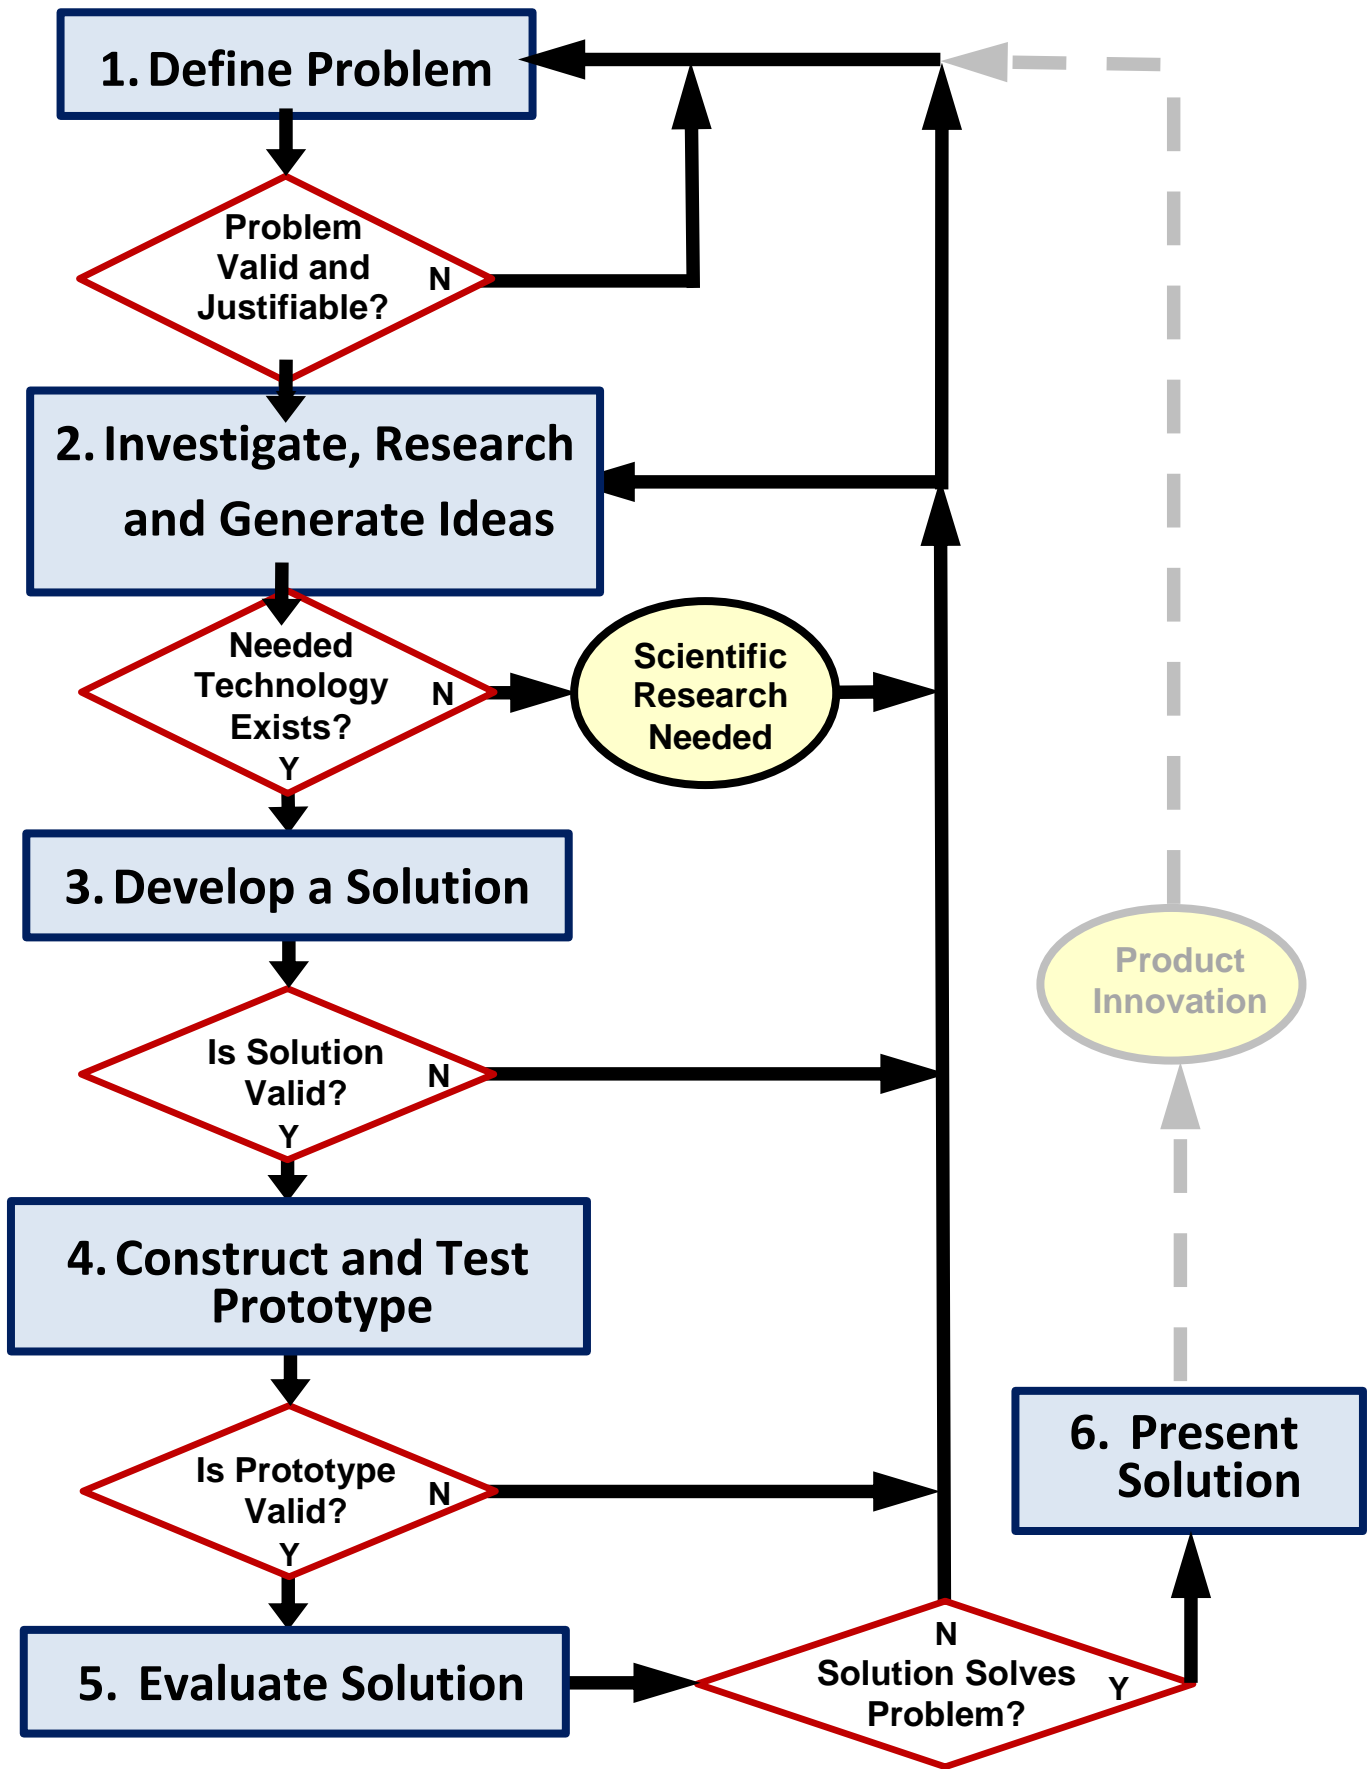 1. Define Problem
Problem
Valid and
Justifiable?
N
2. Investigate, Research
and Generate Ideas
Needed
Technology
Exists?
N
Y
Scientific
Research
Needed
3. Develop a Solution
Product
Innovation
Is Solution
Valid?
N
Y
4. Construct and Test
Prototype
Is Prototype
Valid?
N
Y
6. Present
Solution
5. Evaluate Solution
N
Solution Solves
Problem?
Y